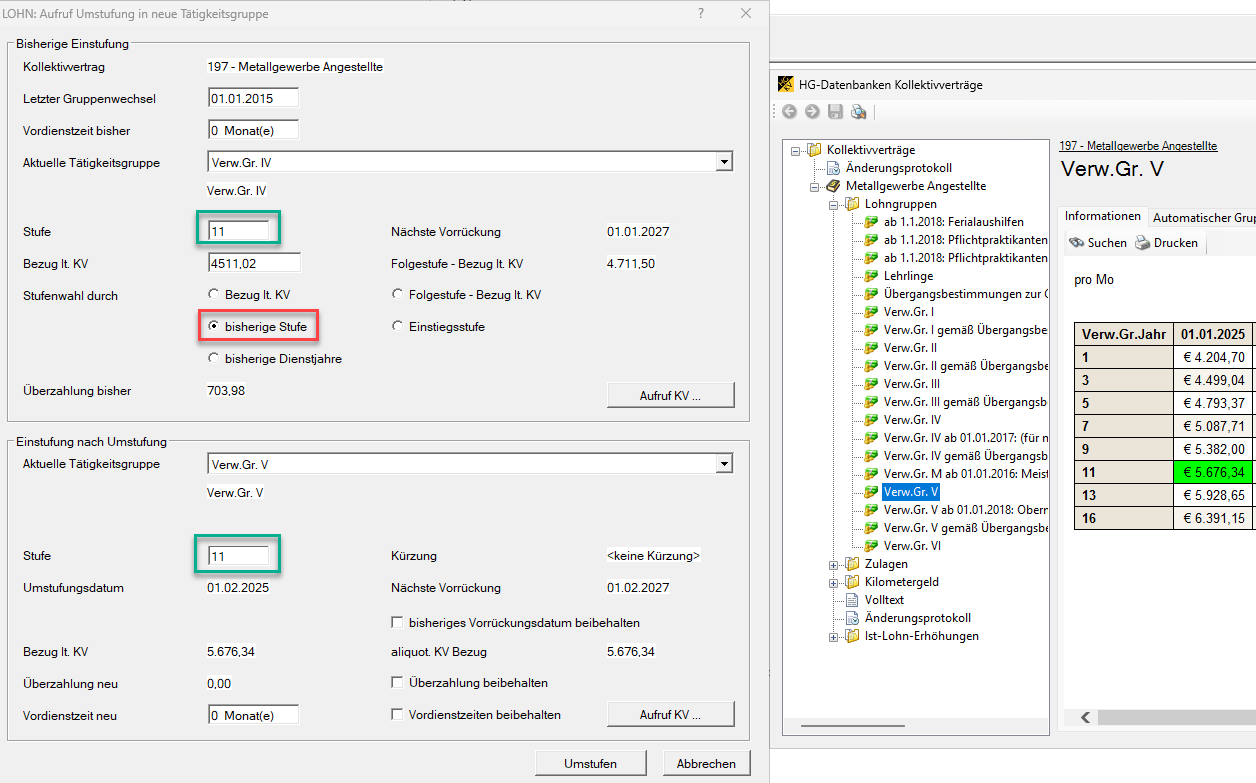 LOHN: Aufruf Umstufung in neue Tätigkeitsgruppe
?
Bisherige Einstufung
Kollektivvertrag 197 - Metallgewerbe Angestellte
Letzter Gruppenwechsel 01.01.2015
Vordienstzeit bisher 0 Monat(e)
Aktuelle Tätigkeitsgruppe Verw.Gr. IV
Verw.Gr. IV
Stufe 11 Nächste Vorrückung 01.01.2027
Bezug lt. KV 4511,02 Folgestufe - Bezug lt. KV 4.711,50
Stufenwahl durch Bezug lt. KV Folgestufe - Bezug lt. KV
bisherige Stufe Einstiegsstufe
bisherige Dienstjahre
Überzahlung bisher 703,98 Aufruf KV ...
Einstufung nach Umstufung
Aktuelle Tätigkeitsgruppe Verw.Gr. V
Verw.Gr. V
Stufe 11 Kürzung <keine Kürzung>
Umstufungsdatum 01.02.2025 Nächste Vorrückung 01.02.2027
bisheriges Vorrückungsdatum beibehalten
Bezug lt. KV 5.676,34 aliquot. KV Bezug 5.676,34
Überzahlung neu 0,00 Überzahlung beibehalten
Vordienstzeit neu 0 Monat(e) Vordienstzeiten beibehalten Aufruf KV ...
Umstufen Abbrechen
HG-Datenbanken Kollektivverträge
Kollektivverträge
Änderungsprotokoll
Metallgewerbe Angestellte
Lohngruppen
ab 1.1.2018: Ferialaushilfen
ab 1.1.2018: Pflichtpraktikanten
ab 1.1.2018: Pflichtpraktikanten
Lehrlinge
Übergangsbestimmungen zur
Verw.Gr. I
Verw.Gr. I gemäß Übergangsbe
Verw.Gr. II
Verw.Gr. II gemäß Übergangsbe
Verw.Gr. III
Verw.Gr. III gemäß Übergangsb
Verw.Gr. IV
Verw.Gr. IV ab 01.01.2017: (für n
Verw.Gr. IV gemäß Übergangsb
Verw.Gr. M ab 01.01.2016: Meist
Verw.Gr. V
Verw.Gr. V ab 01.01.2018: Obern
Verw.Gr. V gemäß Übergangsbe
Verw.Gr. VI
Zulagen
Kilometergeld
Volltext
Änderungsprotokoll
Ist-Lohn-Erhöhungen
197 - Metallgewerbe Angestellte
Verw.Gr. V
Informationen Automatischer Grup
Suchen Drucken
pro Mo
Verw.Gr.Jahr 01.01.2025
1 € 4.204,70
3 € 4.499,04
5 € 4.793,37
7 € 5.087,71
9 € 5.382,00
11 € 5.676,34
13 € 5.928,65
16 € 6.391,15